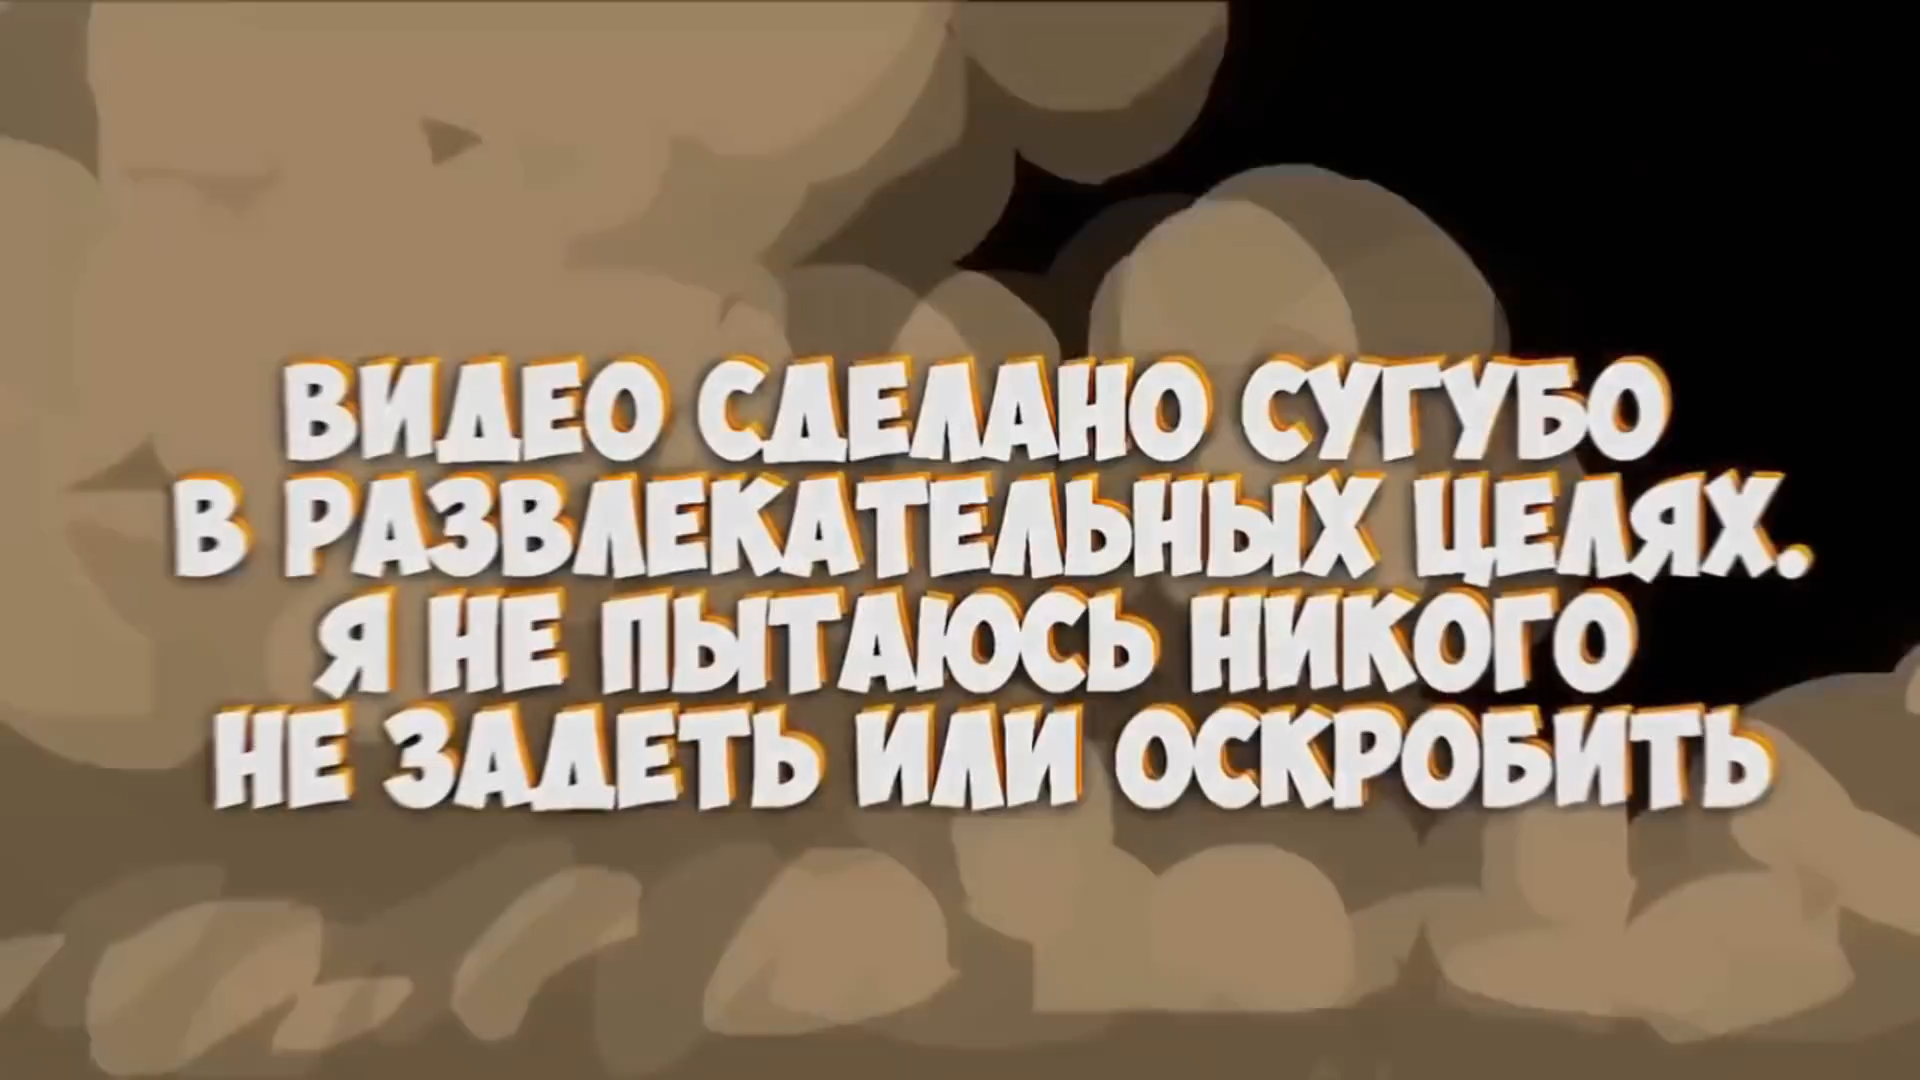 ВИДЕО СДЕЛАНО СУГУБО
В РАЗВЛЕКАТЕЛЬНЫХ ЦЕЛЯХ.
Я НЕ ПЫТАЮСЬ НИКОГО
НЕ ЗАДЕТЬ ИЛИ ОСКРОБИТЬ